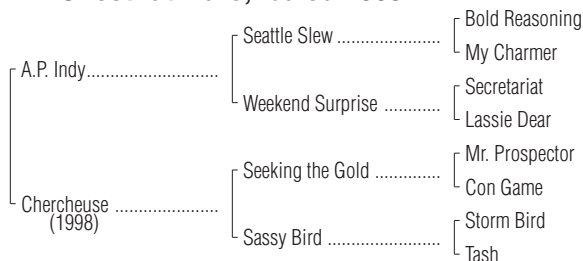 Bold Reasoning
Seattle Slew
My Charmer
A.P. Indy
Secretariat
Weekend Surprise
Lassie Dear
Mr. Prospector
Seeking the Gold
Con Game
Chercheuse
(1998)
Storm Bird
Sassy Bird
Tash